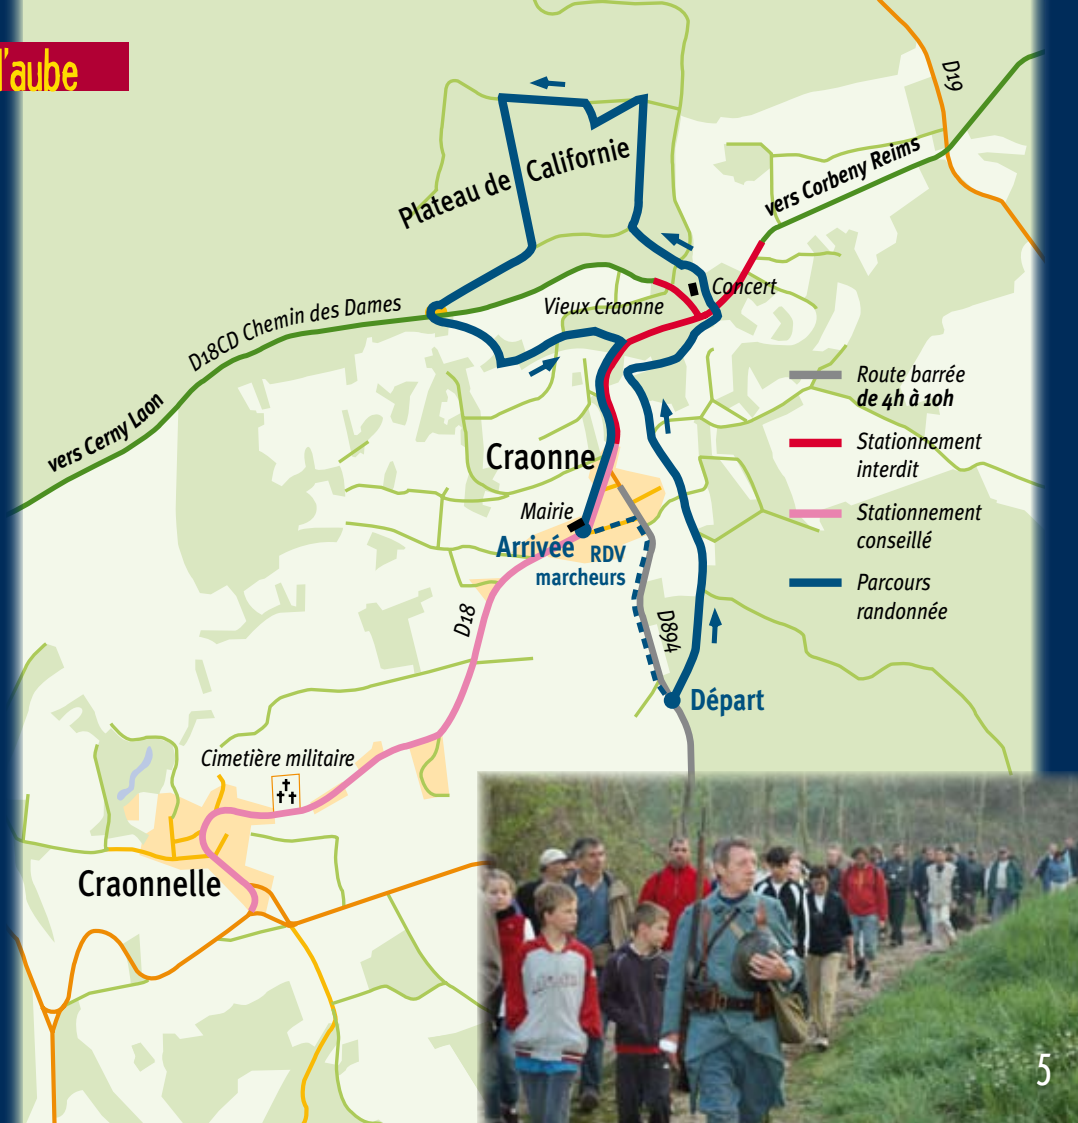 l'aube
D19
Plateau de Californie
vers Corbeny Reims
Concert
Vieux Craonne
D18CD Chemin des Dames
vers Cerny Laon
Route barrée
de 4h à 10h
Stationnement
interdit
Stationnement
conseillé
Parcours
randonnée
Craonne
Mairie
Arrivée
RDV
marcheurs
D18
D894
Départ
Cimetière militaire
Craonnelle
5